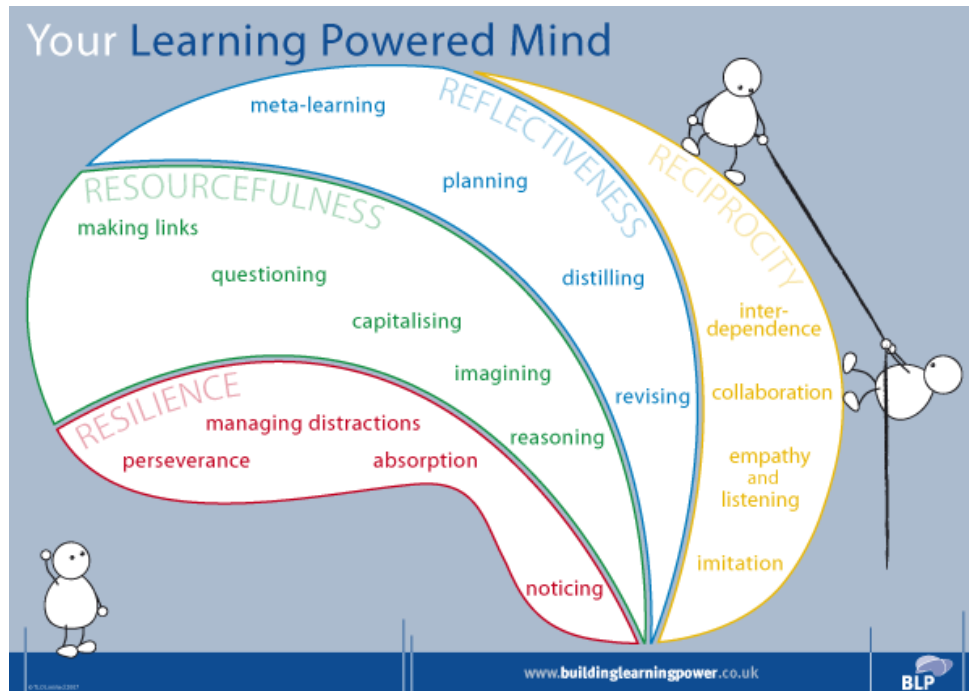 Your Learning Powered Mind
meta-learning
REFLECTIVENESS
planning
distilling
revising
RESOURCEFULNESS
making links
questioning
capitalising
imagining
reasoning
RESILIENCE
managing distractions
perseverance
absorption
noticing
RECIPROCITY
inter-
dependence
collaboration
empathy
and
listening
imitation
www.buildinglearningpower.co.uk
BLP